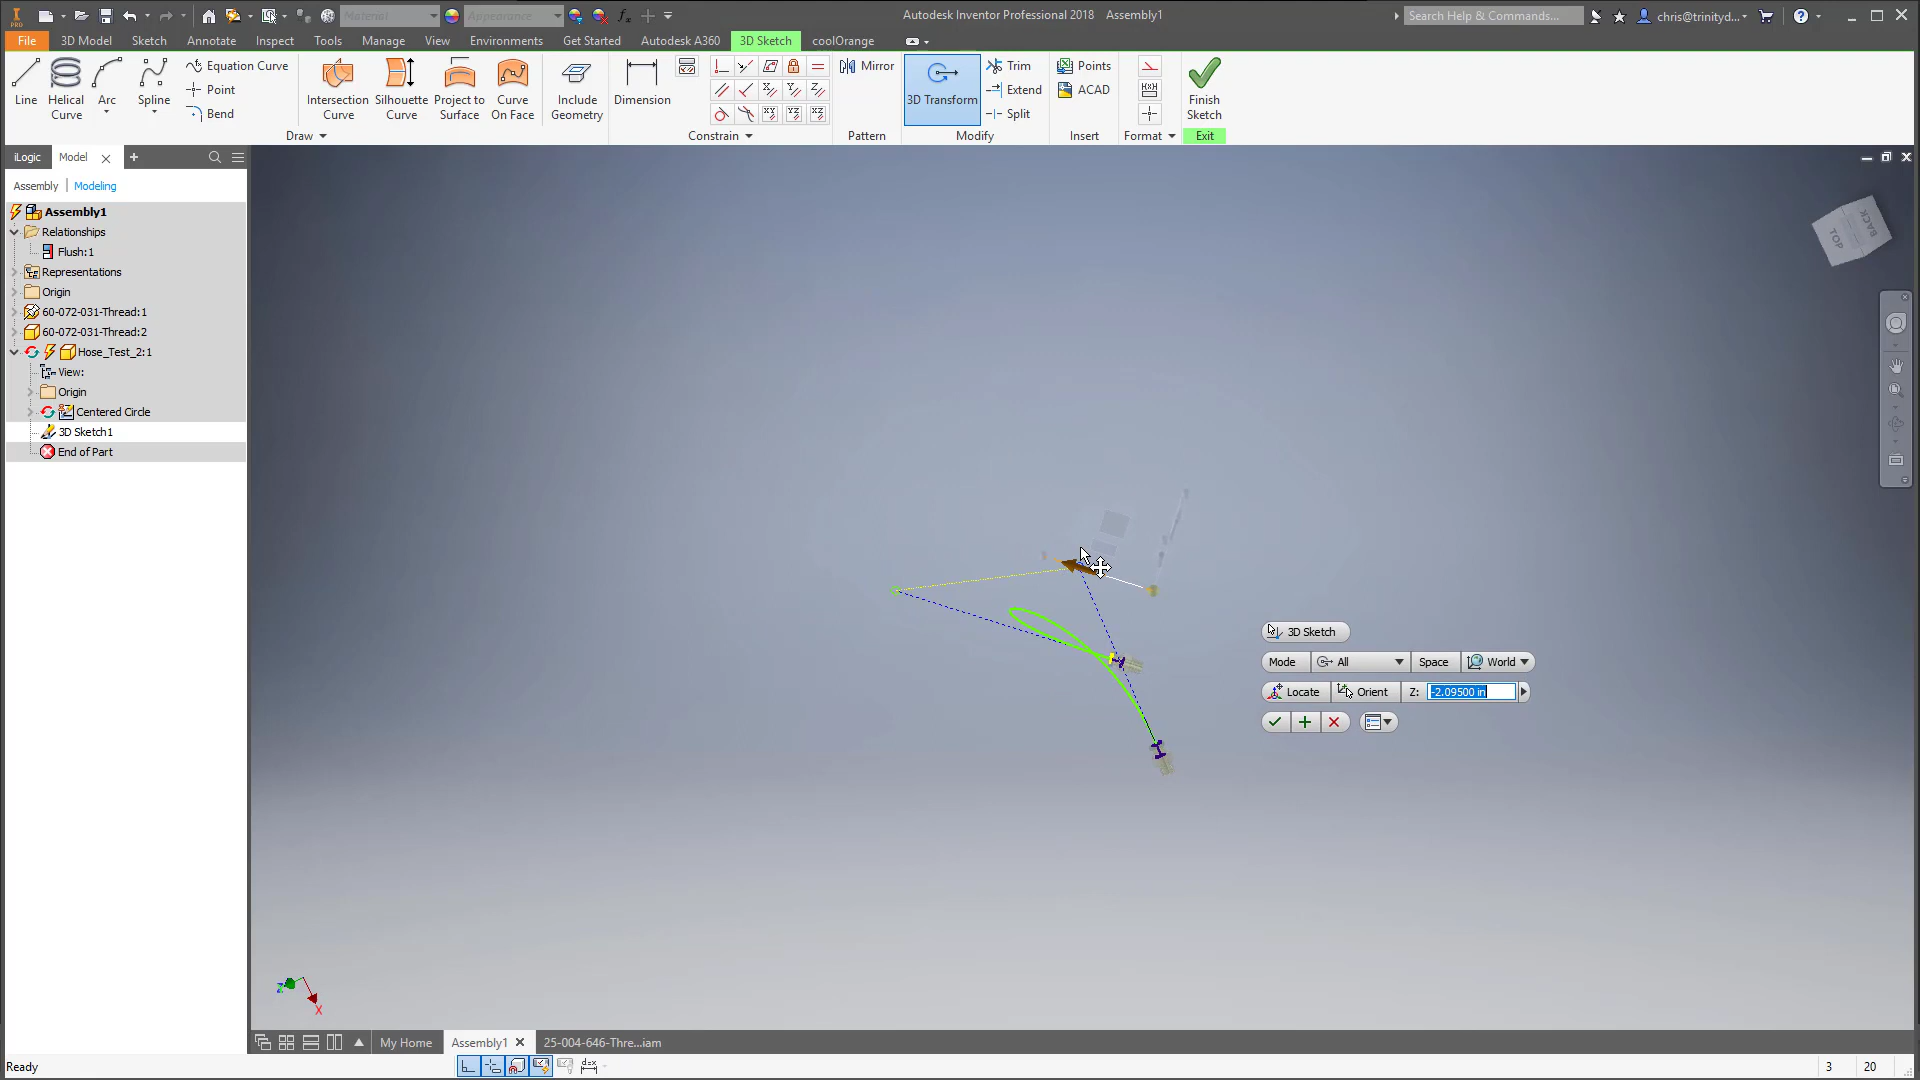 PRO Material Appearance fx Autodesk Inventor Professional 2018 Assembly1 Search Help & Commands... chris@trinityd...
File 3D Model Sketch Annotate Inspect Tools Manage View Environments Get Started Autodesk A360 3D Sketch coolOrange
Line Helical Curve Arc Spline Equation Curve Point Bend Intersection Curve Silhouette Curve Project to Surface Curve On Face Include Geometry Dimension Mirror 3D Transform Trim Extend Split Points ACAD Finish Sketch
Draw Constrain Pattern Modify Insert Format Exit
iLogic Model
Assembly | Modeling
Assembly1
Relationships
Flush:1
Representations
Origin
60-072-031-Thread:1
60-072-031-Thread:2
Hose_Test_2:1
View:
Origin
Centered Circle
3D Sketch1
End of Part
TOP BACK
3D Sketch
Mode All Space World
Locate Orient Z: -2.09500 in
Z X
My Home Assembly1 25-004-646-Thre...iam
Ready 3 20